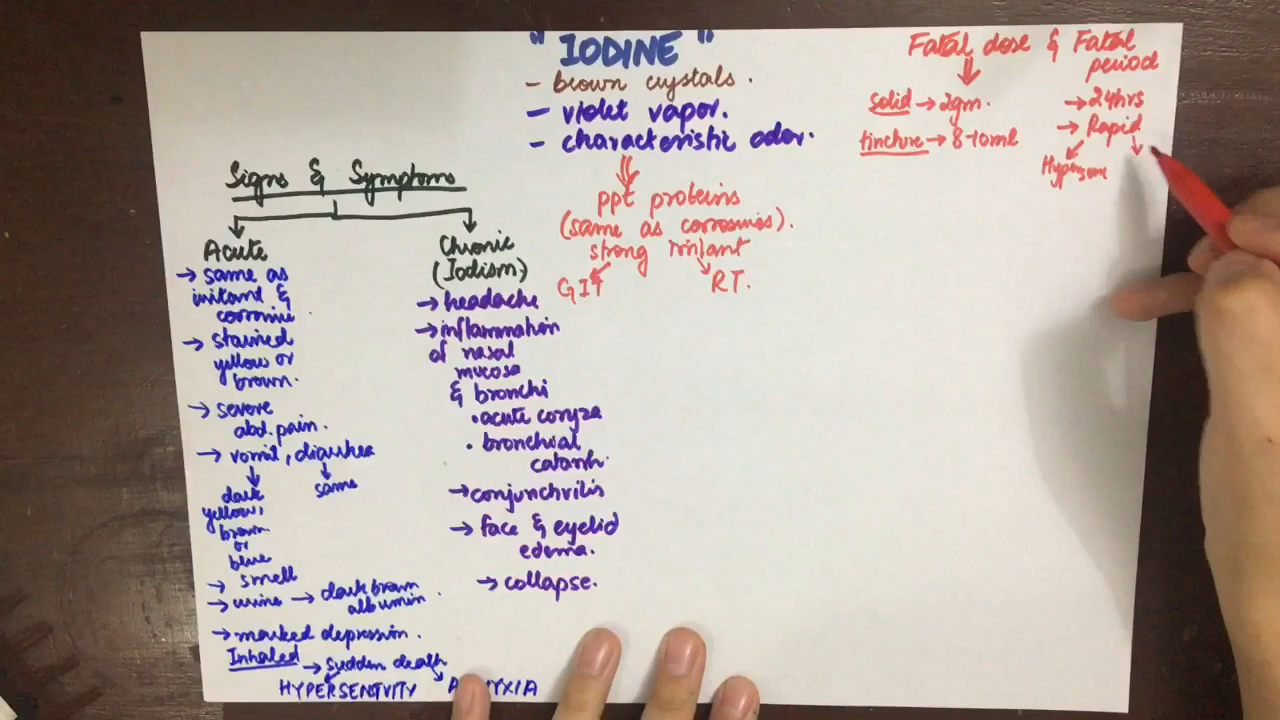 " IODINE "
- brown crystals.
- violet vapor.
- characteristic odor.
ppt proteins
(same as corrosives).
strong irritant
GIT
RT.
Fatal dose & Fatal
period
solid → 2gm.
→ 24hrs
tincture → 8-10ml
→ Rapid
Signs & Symptoms
Acute
→ same as
irritant &
corrosive.
→ stained
yellow or
brown.
→ severe
abd. pain.
→ vomit, diarrhea
dark
yellow,
brown
or
blue
same
→ smell
→ urine → dark brown
albumin.
→ marked depression.
Inhaled → sudden death
HYPERSENTVITY
Chronic
(Iodism)
→ headache
→ inflammation
of nasal
mucosa
& bronchi
• acute coryza
• bronchial
catarrh.
→ conjunctivitis
→ face & eyelid
edema.
→ collapse.